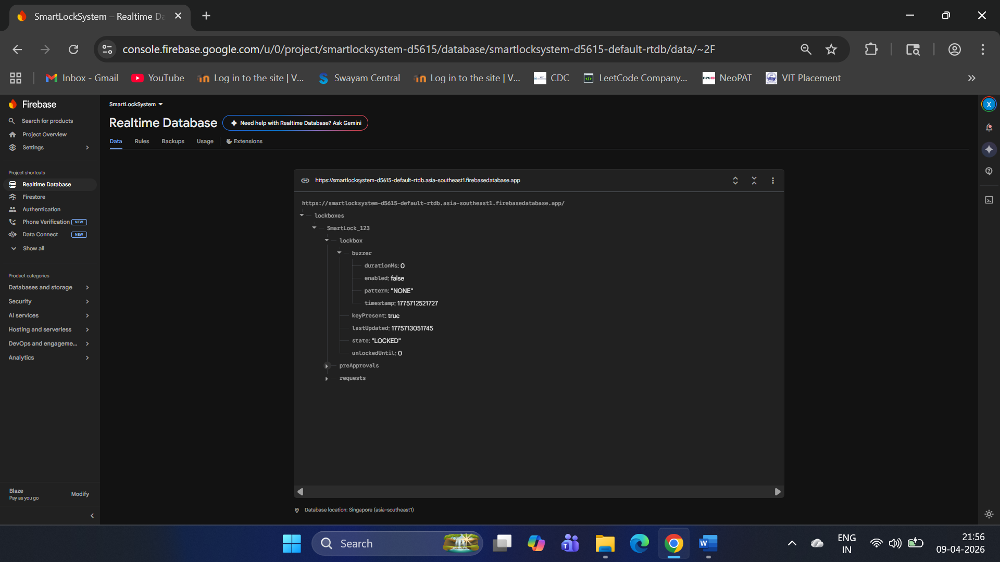 SmartLockSystem – Realtime Da
console.firebase.google.com/u/0/project/smartlocksystem-d5615/database/smartlocksystem-d5615-default-rtdb/data/~2F
Inbox - Gmail
YouTube
Log in to the site | V...
Swayam Central
Log in to the site | V...
CDC
LeetCode Company...
NeoPAT
VIT Placement
Firebase
Search for products
Project Overview
Settings
Project shortcuts
Realtime Database
Firestore
Authentication
Phone Verification NEW
Data Connect NEW
Show all
Product categories
Databases and storage
Security
AI services
Hosting and serverless
DevOps and engageme...
Analytics
Blaze
Pay as you go
Modify
SmartLockSystem
Realtime Database
Need help with Realtime Database? Ask Gemini
Data Rules Backups Usage Extensions
https://smartlocksystem-d5615-default-rtdb.asia-southeast1.firebasedatabase.app
https://smartlocksystem-d5615-default-rtdb.asia-southeast1.firebasedatabase.app/
lockboxes
SmartLock_123
lockbox
buzzer
durationMs: 0
enabled: false
pattern: "NONE"
timestamp: 1775712521727
keyPresent: true
lastUpdated: 1775713051745
state: "LOCKED"
unlockedUntil: 0
preApprovals
requests
Database location: Singapore (asia-southeast1)
X
Search
ENG
IN
21:56
09-04-2026